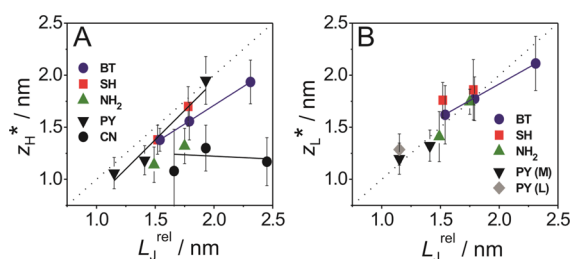 A
BT
SH
NH₂
PY
CN
2.5
2.0
1.5
1.0
z_H*
1.0 1.5 2.0 2.5
L_J^rel / nm
B
BT
SH
NH₂
PY (M)
PY (L)
2.5
2.0
1.5
1.0
z_L*
1.0 1.5 2.0 2.5
L_J^rel / nm